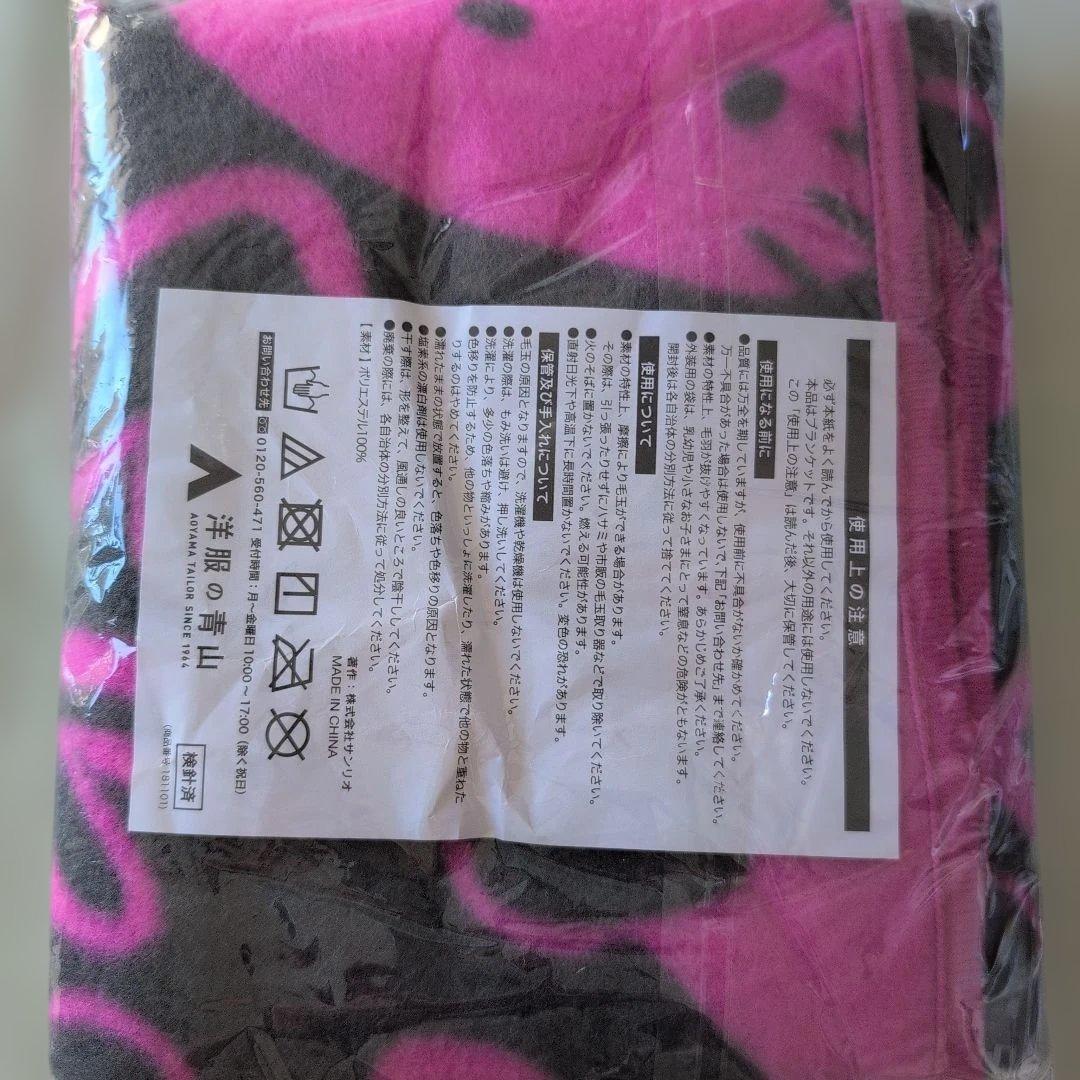 使用上の注意
必ず本紙をよく読んでから使用してください。
本品はブランケットです。それ以外の用途には使用しないでください。
この「使用上の注意」は読んだ後、大切に保管してください。
使用になる前に
●品質には万全を期していますが、使用前に不具合がないか確かめてください。
万一不具合があった場合は使用しないで、下記「お問い合わせ先」まで連絡してください。
●素材の特性上、毛羽が抜けやすくなっています。あらかじめご了承ください。
●外装用の袋は、乳幼児や小さなお子さまにとって窒息などの危険がともないます。
開封後は各自治体の分別方法に従って捨ててください。
使用について
●素材の特性上、摩擦により毛玉ができる場合があります。
その際は、引っ張ったりせずにハサミや市販の毛玉取り器などで取り除いてください。
●火のそばに置かないでください。燃える可能性があります。
●直射日光下や高温下に長時間置かないでください。変色の恐れがあります。
保管及び手入れについて
●毛玉の原因となりますので、洗濯機や乾燥機は使用しないでください。
●洗濯の際は、もみ洗いは避け、押し洗いしてください。
●洗濯により、多少の色落ちや縮みがあります。
●色移りを防止するため、他の物といっしょに洗濯したり、濡れた状態で他の物と重ねた
りするのはやめてください。
●濡れたままの状態で放置すると、色落ちや色移りの原因となります。
●塩素系の漂白剤は使用しないでください。
●干す際は、形を整えて、風通しの良いところで陰干ししてください。
●廃棄の際には、各自治体の分別方法に従って処分してください。
【素材】ポリエステル100%
著作：株式会社サンリオ
MADE IN CHINA
お問い合わせ先 0120-560-471 受付時間：月～金曜日10:00～17:00（除く祝日）
洋服の青山
AOYAMA TAILOR SINCE 1964
検針済
(商品番号 181101)